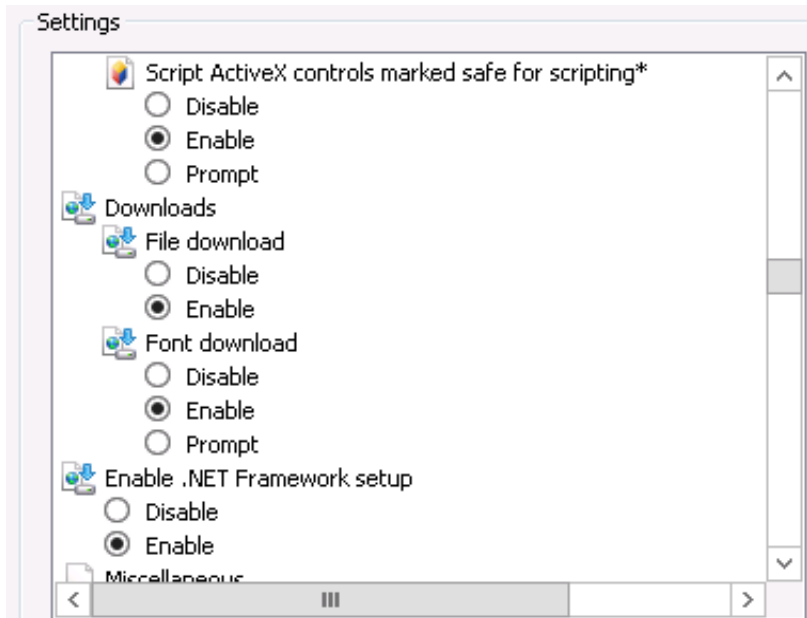 Settings
Script ActiveX controls marked safe for scripting*
Disable
Enable
Prompt
Downloads
File download
Disable
Enable
Font download
Disable
Enable
Prompt
Enable .NET Framework setup
Disable
Enable
Miscellaneous